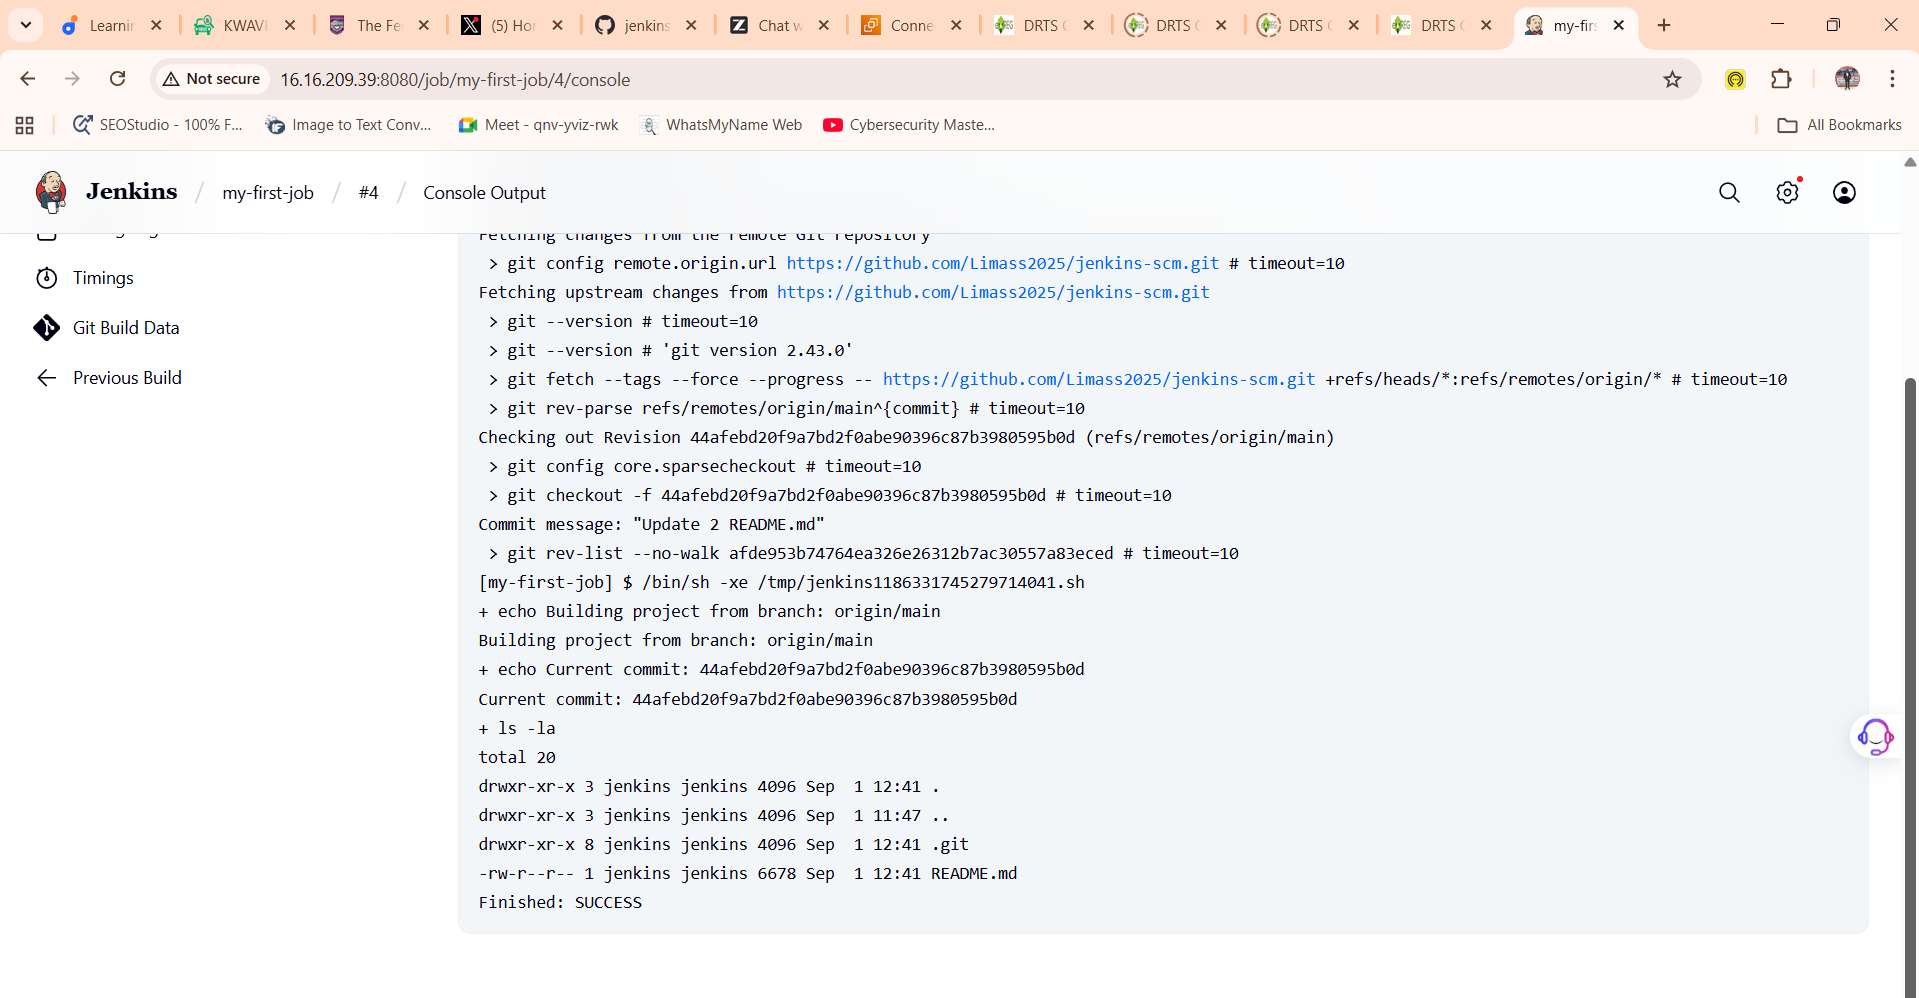 Learnin
KWAVI
The Fe
(5) Ho
jenkins
Chat w
Conne
DRTS
DRTS
DRTS
DRTS
my-firs
Not secure
16.16.209.39:8080/job/my-first-job/4/console
SEOStudio - 100% F...
Image to Text Conv...
Meet - qnv-yviz-rwk
WhatsMyName Web
Cybersecurity Maste...
All Bookmarks
Jenkins / my-first-job / #4 / Console Output
Timings
Git Build Data
Previous Build
Fetching changes from the remote Git repository
> git config remote.origin.url https://github.com/Limass2025/jenkins-scm.git # timeout=10
Fetching upstream changes from https://github.com/Limass2025/jenkins-scm.git
> git --version # timeout=10
> git --version # 'git version 2.43.0'
> git fetch --tags --force --progress -- https://github.com/Limass2025/jenkins-scm.git +refs/heads/*:refs/remotes/origin/* # timeout=10
> git rev-parse refs/remotes/origin/main^{commit} # timeout=10
Checking out Revision 44afebd20f9a7bd2f0abe90396c87b3980595b0d (refs/remotes/origin/main)
> git config core.sparsecheckout # timeout=10
> git checkout -f 44afebd20f9a7bd2f0abe90396c87b3980595b0d # timeout=10
Commit message: "Update 2 README.md"
> git rev-list --no-walk afde953b74764ea326e26312b7ac30557a83eced # timeout=10
[my-first-job] $ /bin/sh -xe /tmp/jenkins1186331745279714041.sh
+ echo Building project from branch: origin/main
Building project from branch: origin/main
+ echo Current commit: 44afebd20f9a7bd2f0abe90396c87b3980595b0d
Current commit: 44afebd20f9a7bd2f0abe90396c87b3980595b0d
+ ls -la
total 20
drwxr-xr-x 3 jenkins jenkins 4096 Sep  1 12:41 .
drwxr-xr-x 3 jenkins jenkins 4096 Sep  1 11:47 ..
drwxr-xr-x 8 jenkins jenkins 4096 Sep  1 12:41 .git
-rw-r--r-- 1 jenkins jenkins 6678 Sep  1 12:41 README.md
Finished: SUCCESS